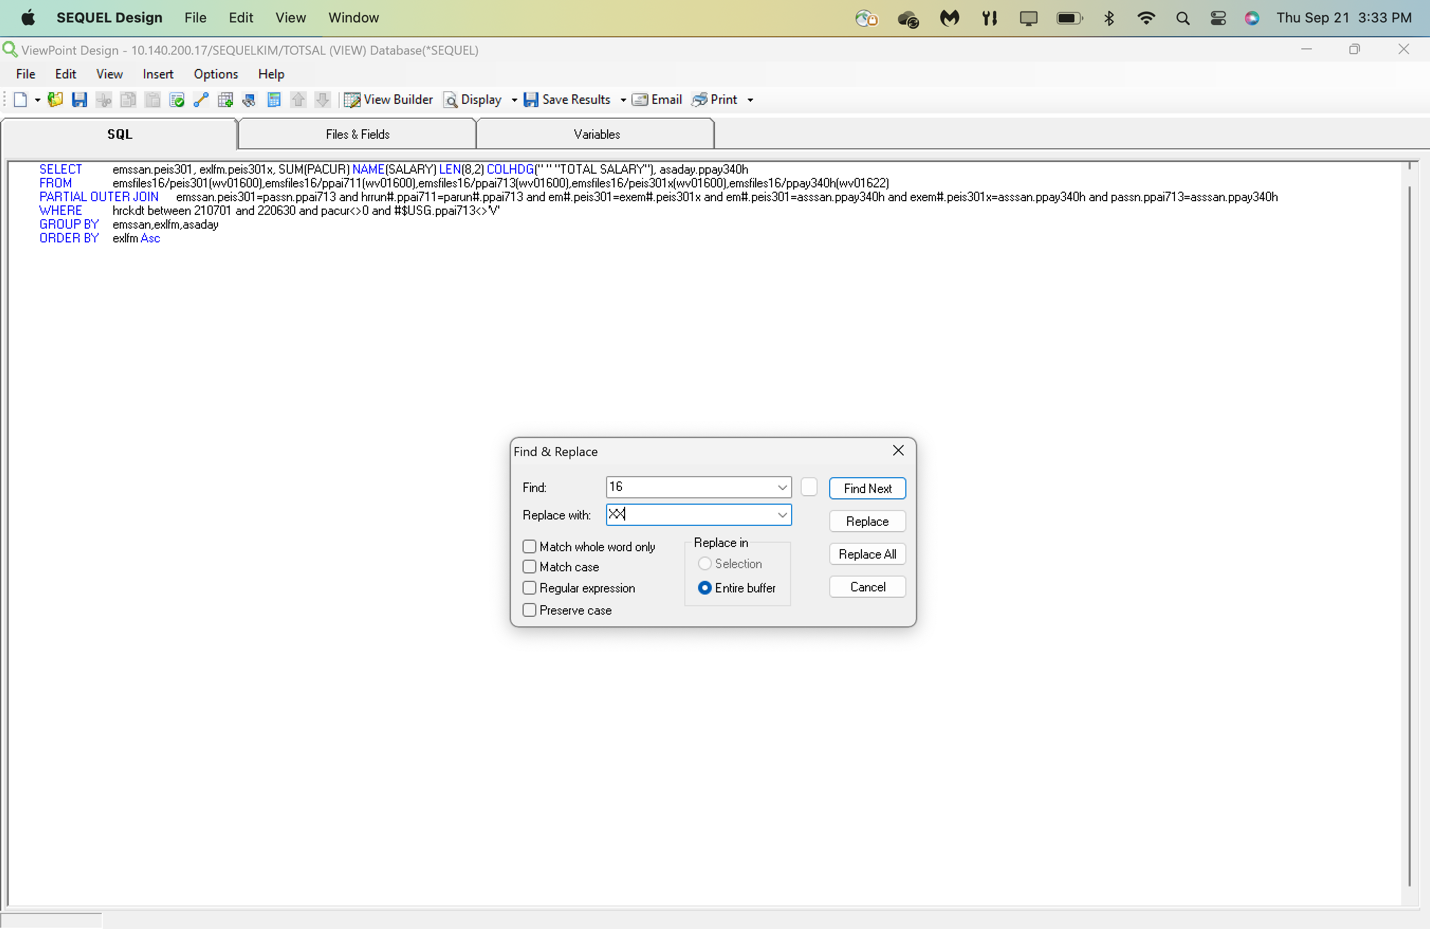 SEQUEL Design File Edit View Window Thu Sep 21 3:33 PM
ViewPoint Design - 10.140.200.17/SEQUELKIM/TOTSAL (VIEW) Database(*SEQUEL)
File Edit View Insert Options Help
View Builder Display Save Results Email Print
SQL Files & Fields Variables
SELECT emssan.peis301, exlfm.peis301x, SUM(PACUR) NAME(SALARY) LEN(8,2) COLHDG(" " "TOTAL SALARY"), asaday.ppay340h
FROM emsfiles16/peis301(wv01600),emsfiles16/ppai711(wv01600),emsfiles16/ppai713(wv01600),emsfiles16/peis301x(wv01600),emsfiles16/ppay340h(wv01622)
PARTIAL OUTER JOIN emssan.peis301=passn.ppai713 and hrrun#.ppai711=parun#.ppai713 and em#.peis301=exem#.peis301x and em#.peis301=asssan.ppay340h and exem#.peis301x=asssan.ppay340h and passn.ppai713=asssan.ppay340h
WHERE hrckdt between 210701 and 220630 and pacur<>0 and #$USG.ppai713<>'V'
GROUP BY emssan,exlfm,asaday
ORDER BY exlfm Asc
Find & Replace
Find: 16 Find Next
Replace with: XX Replace
Match whole word only Replace in Replace All
Match case Selection
Regular expression Entire buffer Cancel
Preserve case